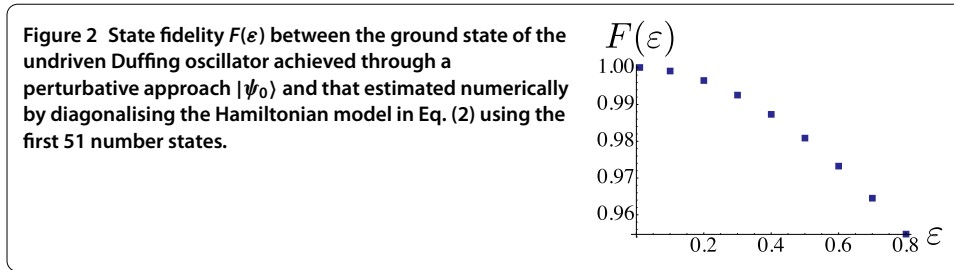 Figure 2 State fidelity F(ε) between the ground state of the
undriven Duffing oscillator achieved through a
perturbative approach |ψ₀⟩ and that estimated numerically
by diagonalising the Hamiltonian model in Eq. (2) using the
first 51 number states.
F(ε)
1.00
0.99
0.98
0.97
0.96
0.2 0.4 0.6 0.8 ε